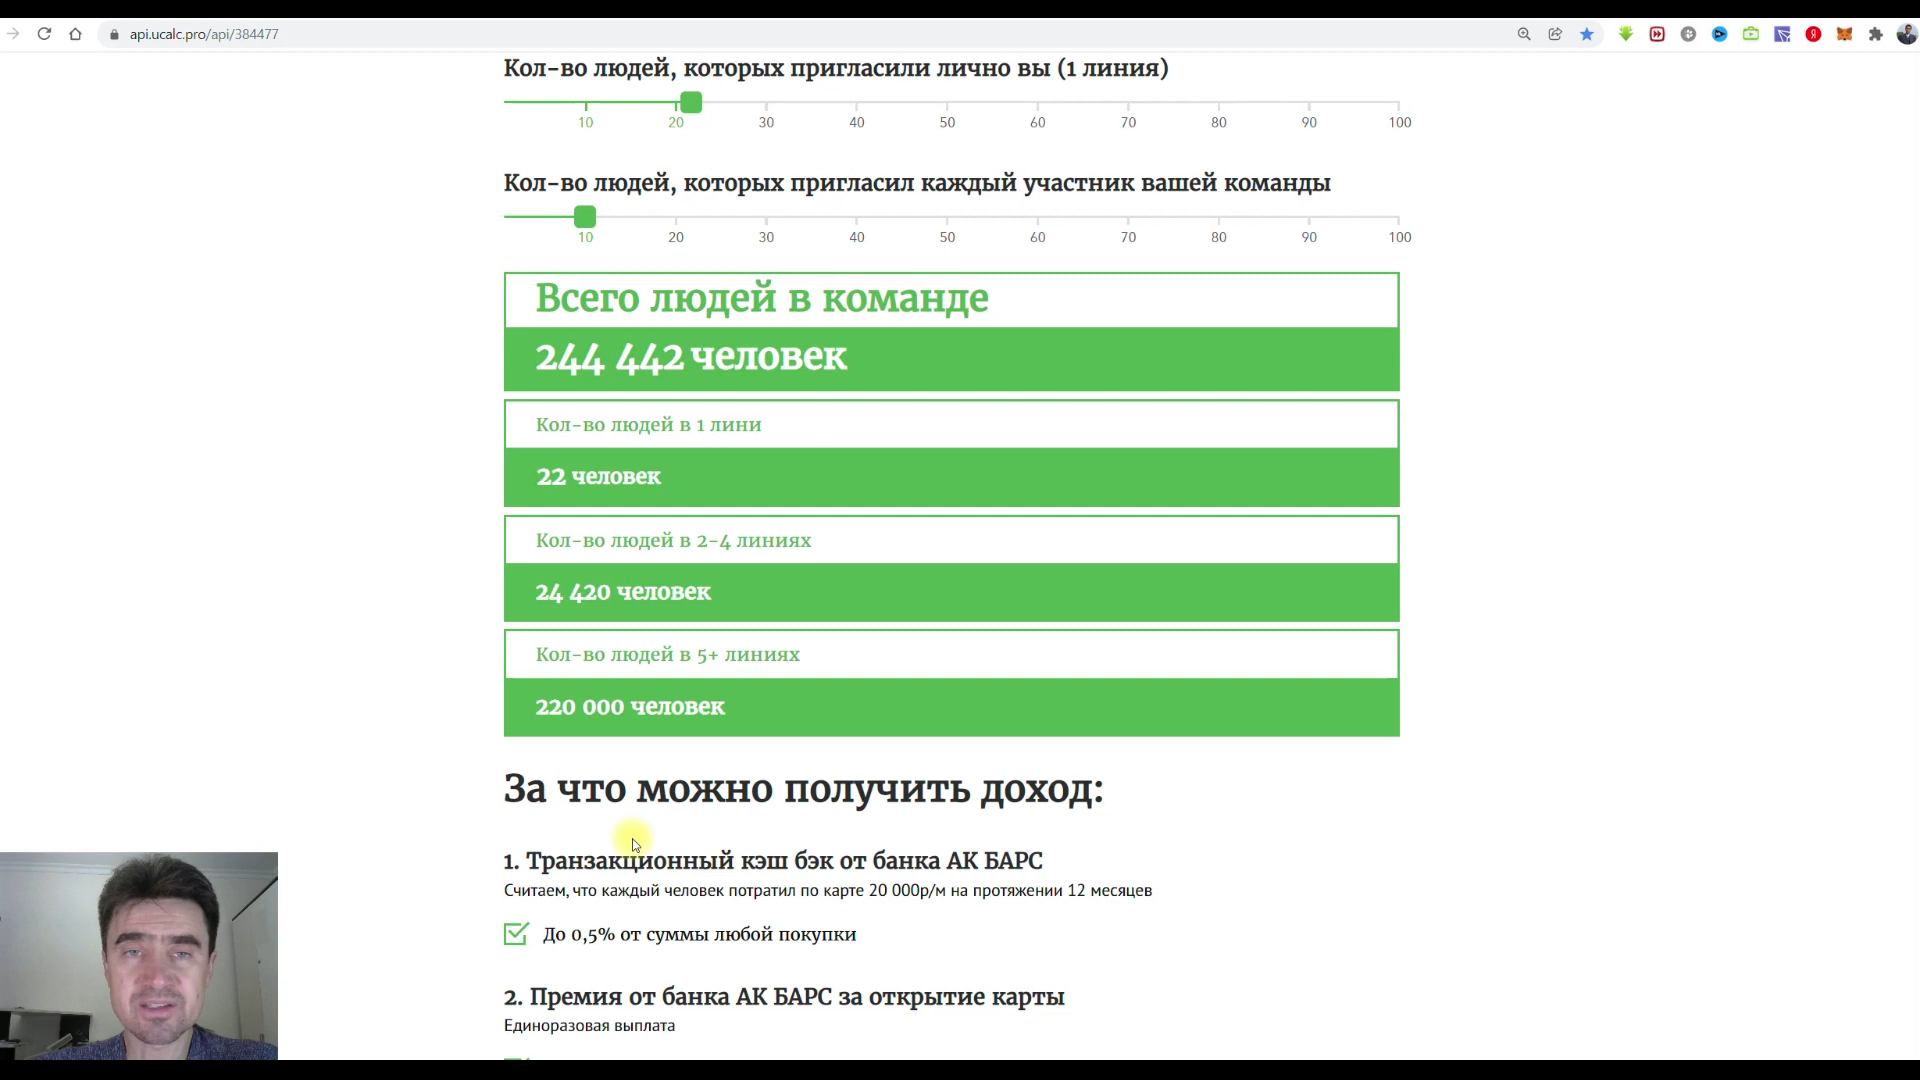 api.ucalc.pro/api/384477
Кол-во людей, которых пригласили лично вы (1 линия)
10 20 30 40 50 60 70 80 90 100
Кол-во людей, которых пригласил каждый участник вашей команды
10 20 30 40 50 60 70 80 90 100
Всего людей в команде
244 442 человек
Кол-во людей в 1 лини
22 человек
Кол-во людей в 2-4 линиях
24 420 человек
Кол-во людей в 5+ линиях
220 000 человек
За что можно получить доход:
1. Транзакционный кэш бэк от банка АК БАРС
Считаем, что каждый человек потратил по карте 20 000р/м на протяжении 12 месяцев
До 0,5% от суммы любой покупки
2. Премия от банка АК БАРС за открытие карты
Единоразовая выплата